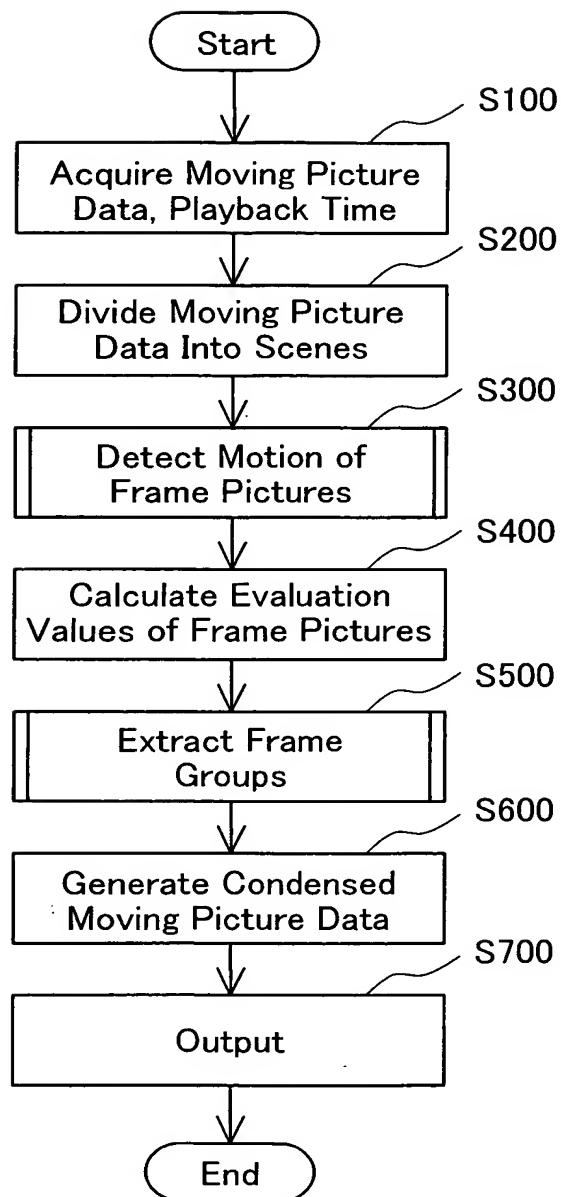 Start
S100
Acquire Moving Picture
Data, Playback Time
S200
Divide Moving Picture
Data Into Scenes
S300
Detect Motion of
Frame Pictures
S400
Calculate Evaluation
Values of Frame Pictures
S500
Extract Frame
Groups
S600
Generate Condensed
Moving Picture Data
S700
Output
End